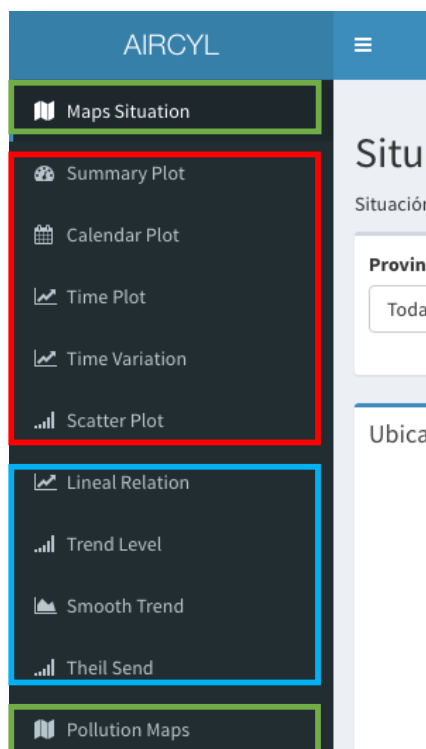 AIRCYL
Maps Situation
Situ
Summary Plot
Situación
Calendar Plot
Provin
Time Plot
Toda
Time Variation
Scatter Plot
Ubica
Lineal Relation
Trend Level
Smooth Trend
Theil Send
Pollution Maps